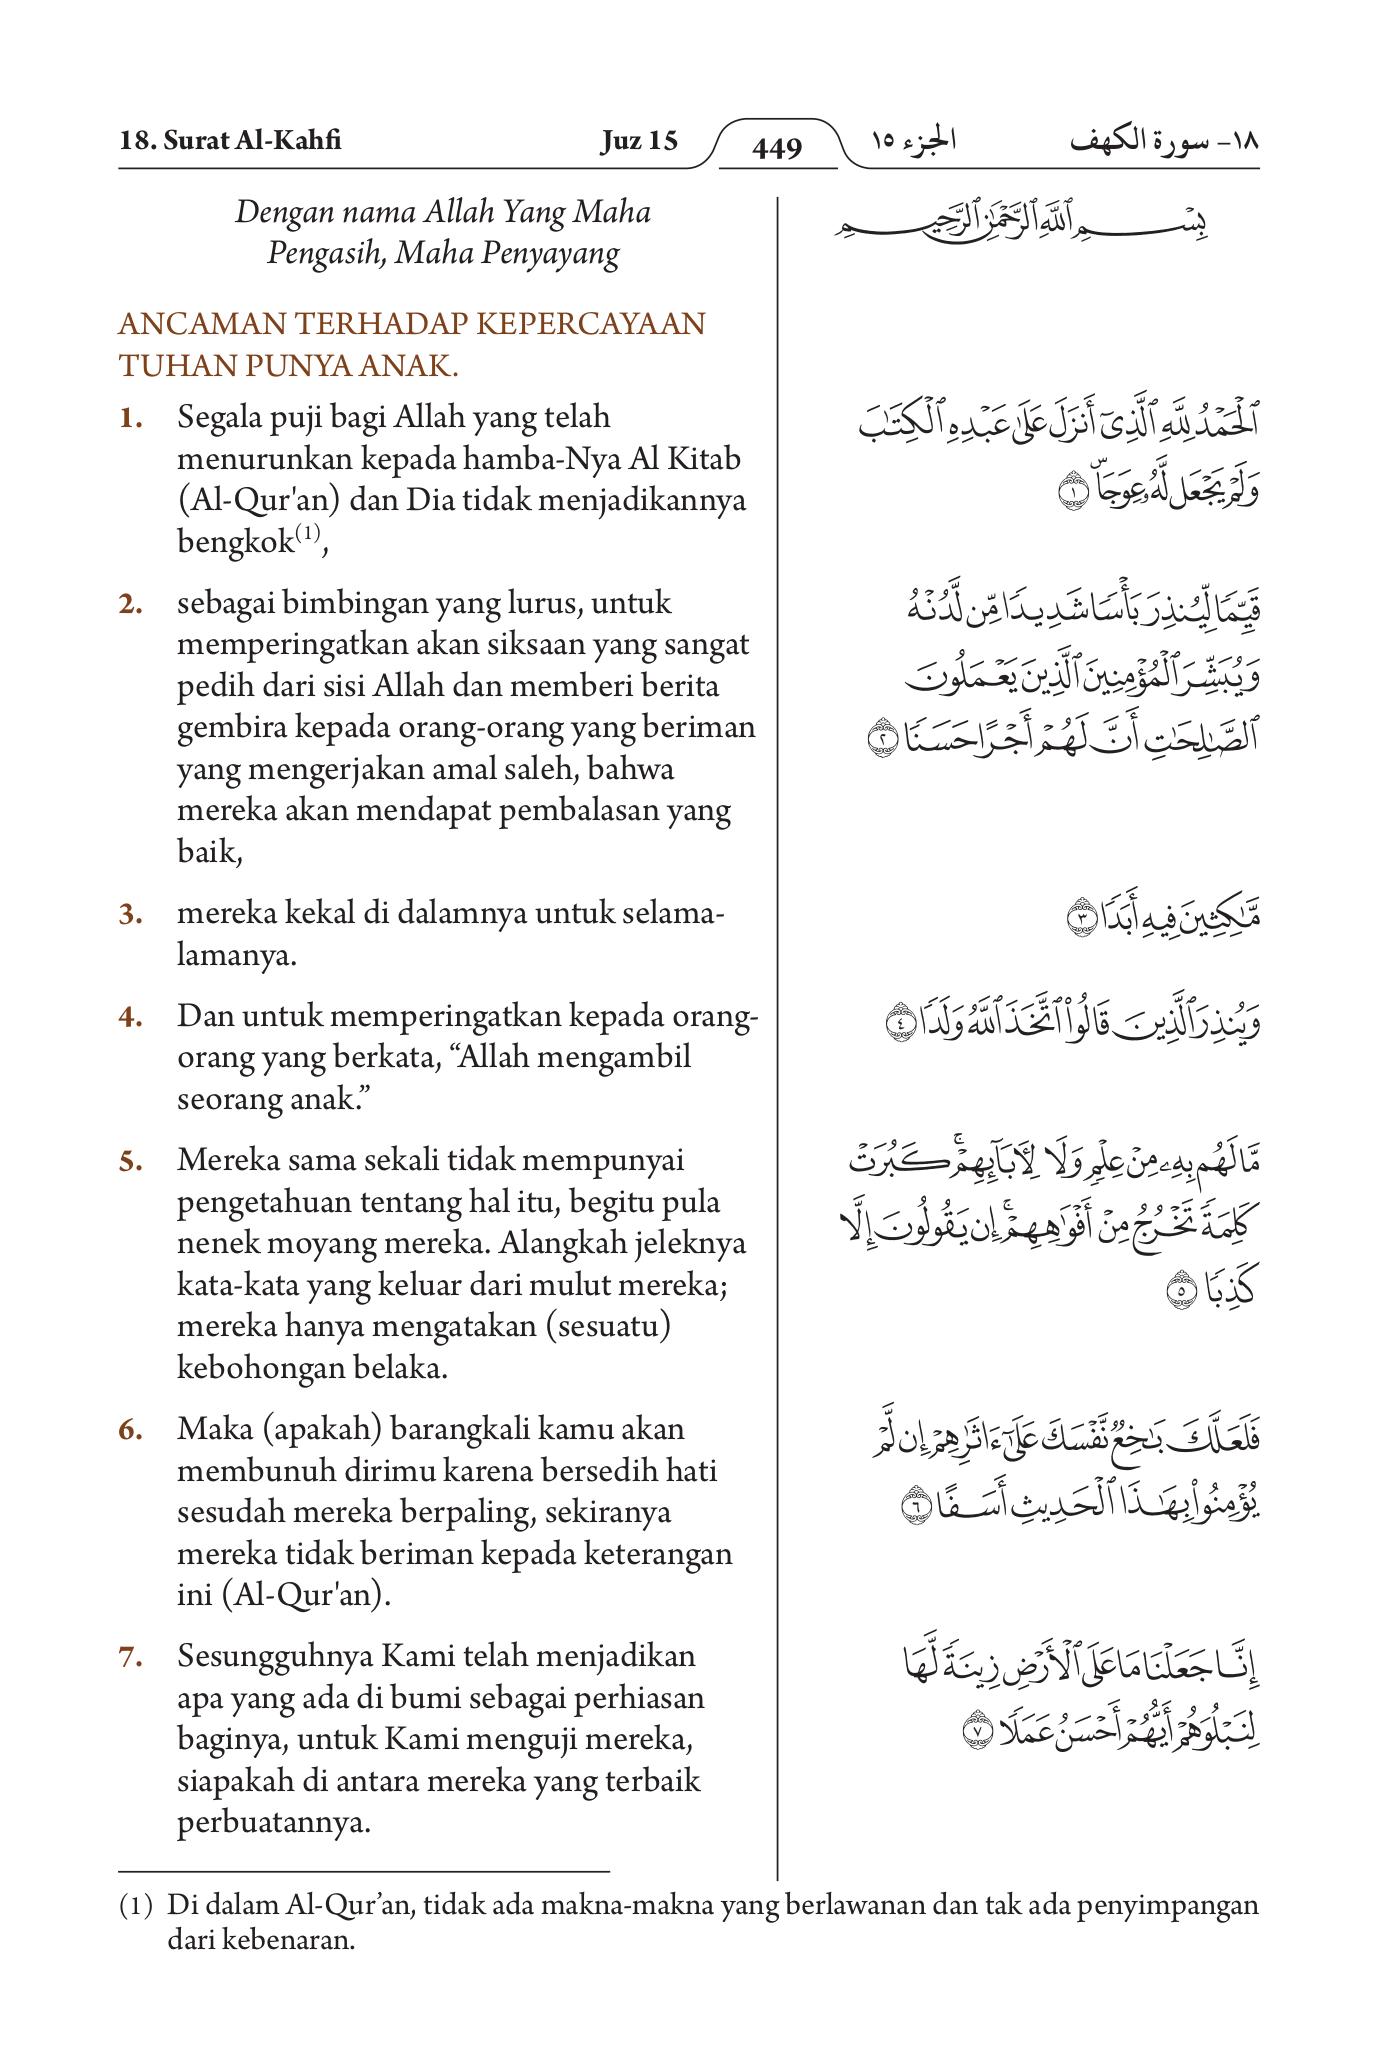 18. Surat Al-Kahfi Juz 15 449 الجزء ١٥ ١٨- سورة الكهف
Dengan nama Allah Yang Maha
Pengasih, Maha Penyayang
ANCAMAN TERHADAP KEPERCAYAAN
TUHAN PUNYA ANAK.
1. Segala puji bagi Allah yang telah
menurunkan kepada hamba-Nya Al Kitab
(Al-Qur'an) dan Dia tidak menjadikannya
bengkok(1),
2. sebagai bimbingan yang lurus, untuk
memperingatkan akan siksaan yang sangat
pedih dari sisi Allah dan memberi berita
gembira kepada orang-orang yang beriman
yang mengerjakan amal saleh, bahwa
mereka akan mendapat pembalasan yang
baik,
3. mereka kekal di dalamnya untuk selama-
lamanya.
4. Dan untuk memperingatkan kepada orang-
orang yang berkata, “Allah mengambil
seorang anak.”
5. Mereka sama sekali tidak mempunyai
pengetahuan tentang hal itu, begitu pula
nenek moyang mereka. Alangkah jeleknya
kata-kata yang keluar dari mulut mereka;
mereka hanya mengatakan (sesuatu)
kebohongan belaka.
6. Maka (apakah) barangkali kamu akan
membunuh dirimu karena bersedih hati
sesudah mereka berpaling, sekiranya
mereka tidak beriman kepada keterangan
ini (Al-Qur'an).
7. Sesungguhnya Kami telah menjadikan
apa yang ada di bumi sebagai perhiasan
baginya, untuk Kami menguji mereka,
siapakah di antara mereka yang terbaik
perbuatannya.
بِسْمِ ٱللَّهِ ٱلرَّحْمَٰنِ ٱلرَّحِيمِ
ٱلْحَمْدُ لِلَّهِ ٱلَّذِىٓ أَنزَلَ عَلَىٰ عَبْدِهِ ٱلْكِتَٰبَ
وَلَمْ يَجْعَل لَّهُۥ عِوَجَاۜ ١
قَيِّمٗا لِّيُنذِرَ بَأْسٗا شَدِيدٗا مِّن لَّدُنْهُ
وَيُبَشِّرَ ٱلْمُؤْمِنِينَ ٱلَّذِينَ يَعْمَلُونَ
ٱلصَّٰلِحَٰتِ أَنَّ لَهُمْ أَجْرًا حَسَنٗا ٢
مَّٰكِثِينَ فِيهِ أَبَدٗا ٣
وَيُنذِرَ ٱلَّذِينَ قَالُوا۟ ٱتَّخَذَ ٱللَّهُ وَلَدٗا ٤
مَّا لَهُم بِهِۦ مِنْ عِلْمٖ وَلَا لِأٓبَآئِهِمْۚ كَبُرَتْ
كَلِمَةٗ تَخْرُجُ مِنْ أَفْوَٰهِهِمْۚ إِن يَقُولُونَ إِلَّا
كَذِبٗا ٥
فَلَعَلَّكَ بَٰخِعٞ نَّفْسَكَ عَلَىٰٓ ءَاثَٰرِهِمْ إِن لَّمْ
يُؤْمِنُوا۟ بِهَٰذَا ٱلْحَدِيثِ أَسَفًا ٦
إِنَّا جَعَلْنَا مَا عَلَى ٱلْأَرْضِ زِينَةٗ لَّهَا
لِنَبْلُوَهُمْ أَيُّهُمْ أَحْسَنُ عَمَلٗا ٧
(1) Di dalam Al-Qur’an, tidak ada makna-makna yang berlawanan dan tak ada penyimpangan
dari kebenaran.